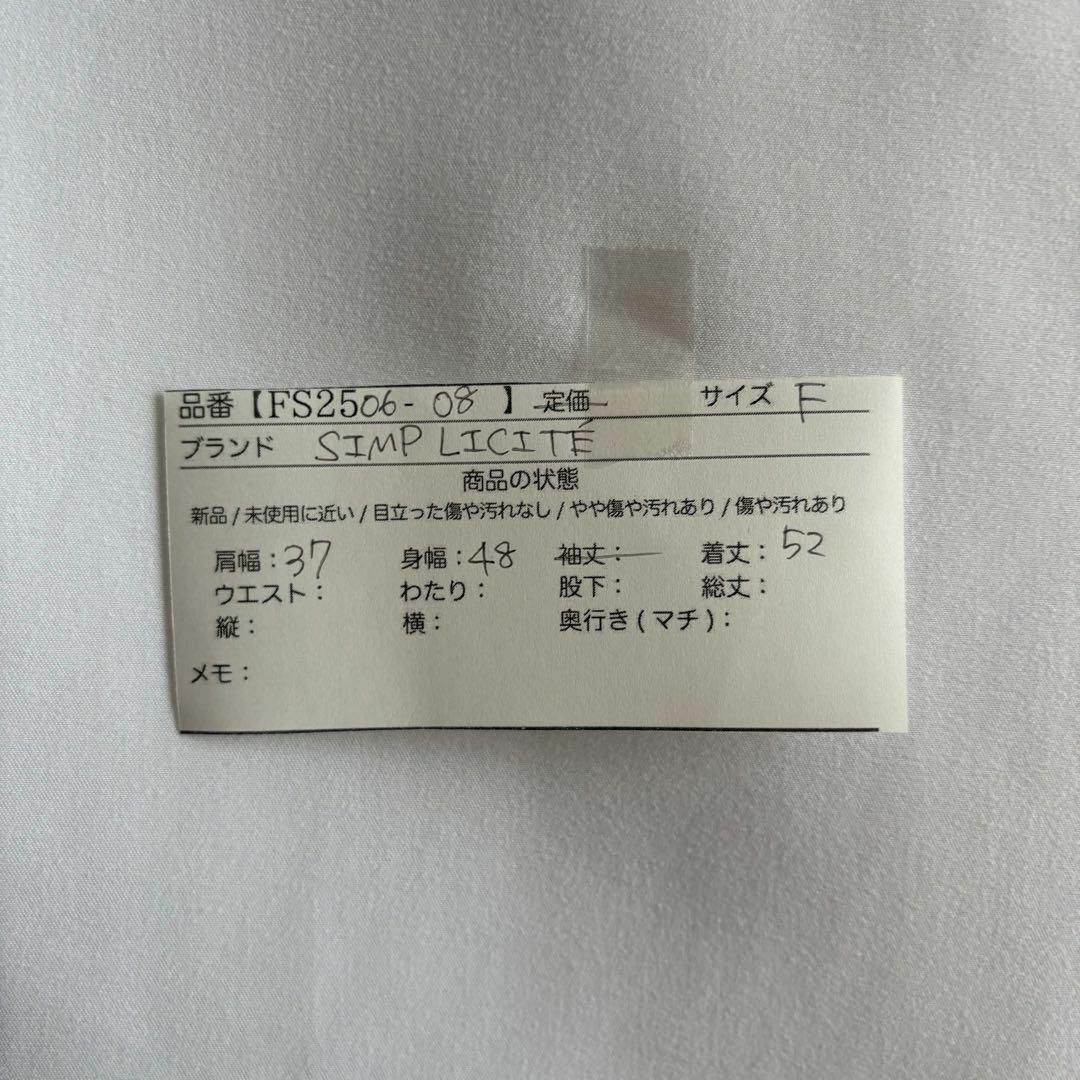 品番【FS2506-08】定価 サイズ F
ブランド SIMPLICITÉ
商品の状態
新品/未使用に近い/目立った傷や汚れなし/やや傷や汚れあり/傷や汚れあり
肩幅：37 身幅：48 袖丈： 着丈：52
ウエスト： わたり： 股下： 総丈：
縦： 横： 奥行き(マチ)：
メモ：